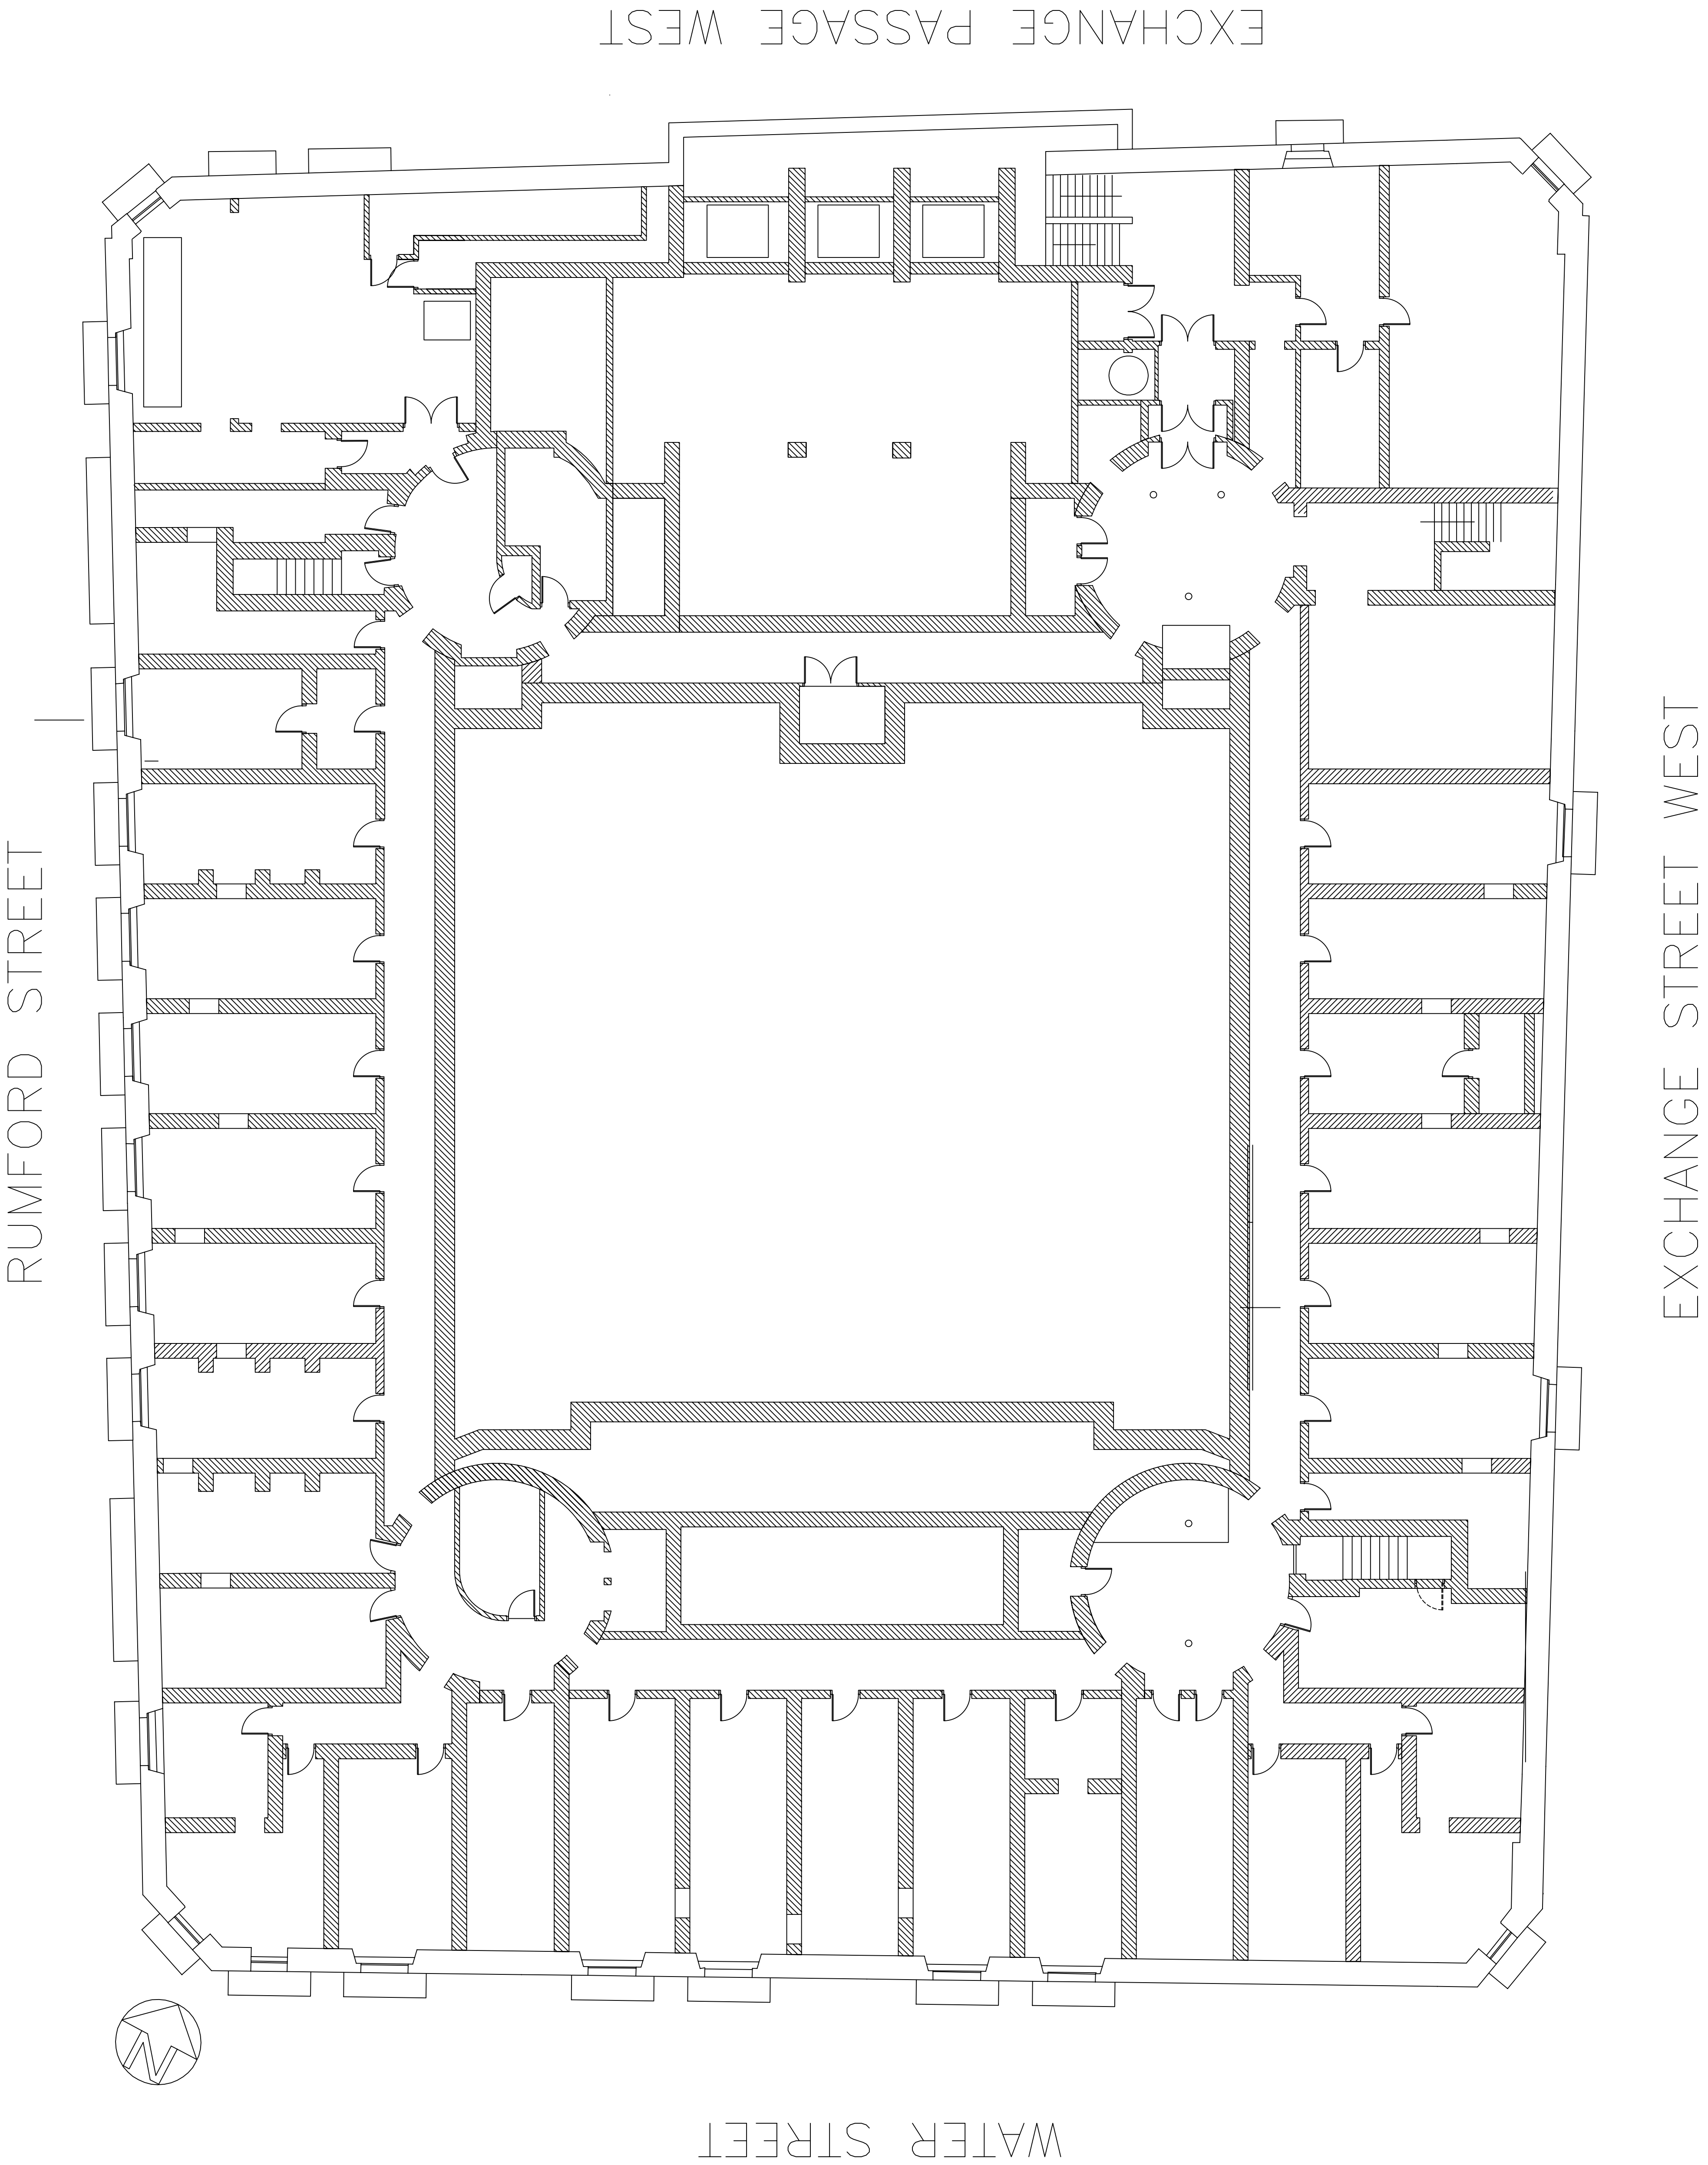 EXCHANGE PASSAGE WEST
RUMFORD STREET
EXCHANGE STREET WEST
N
WATER STREET